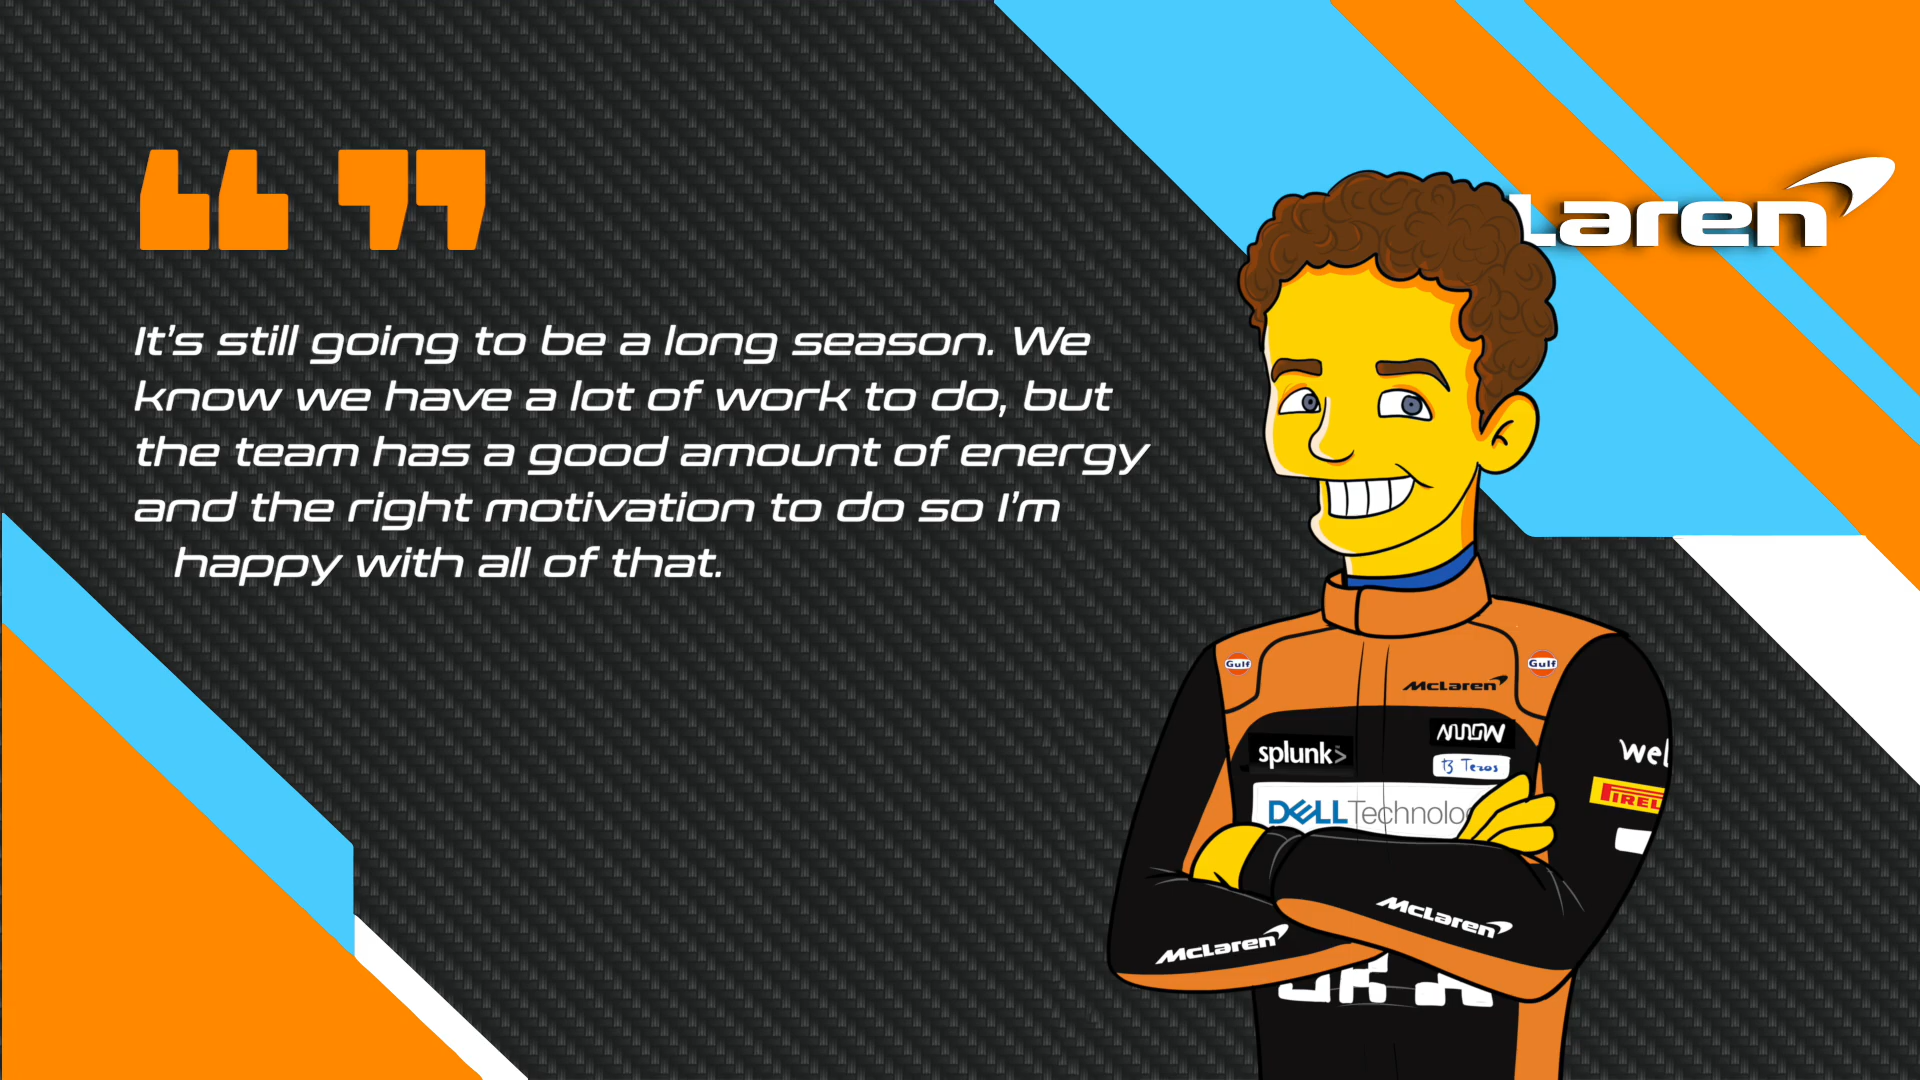 “ ”
Laren
It’s still going to be a long season. We
know we have a lot of work to do, but
the team has a good amount of energy
and the right motivation to do so I’m
happy with all of that.
Gulf
Gulf
McLaren
splunk>
ARROW
Tezos
DELL Technolo
wel
PIREL
McLaren
McLaren